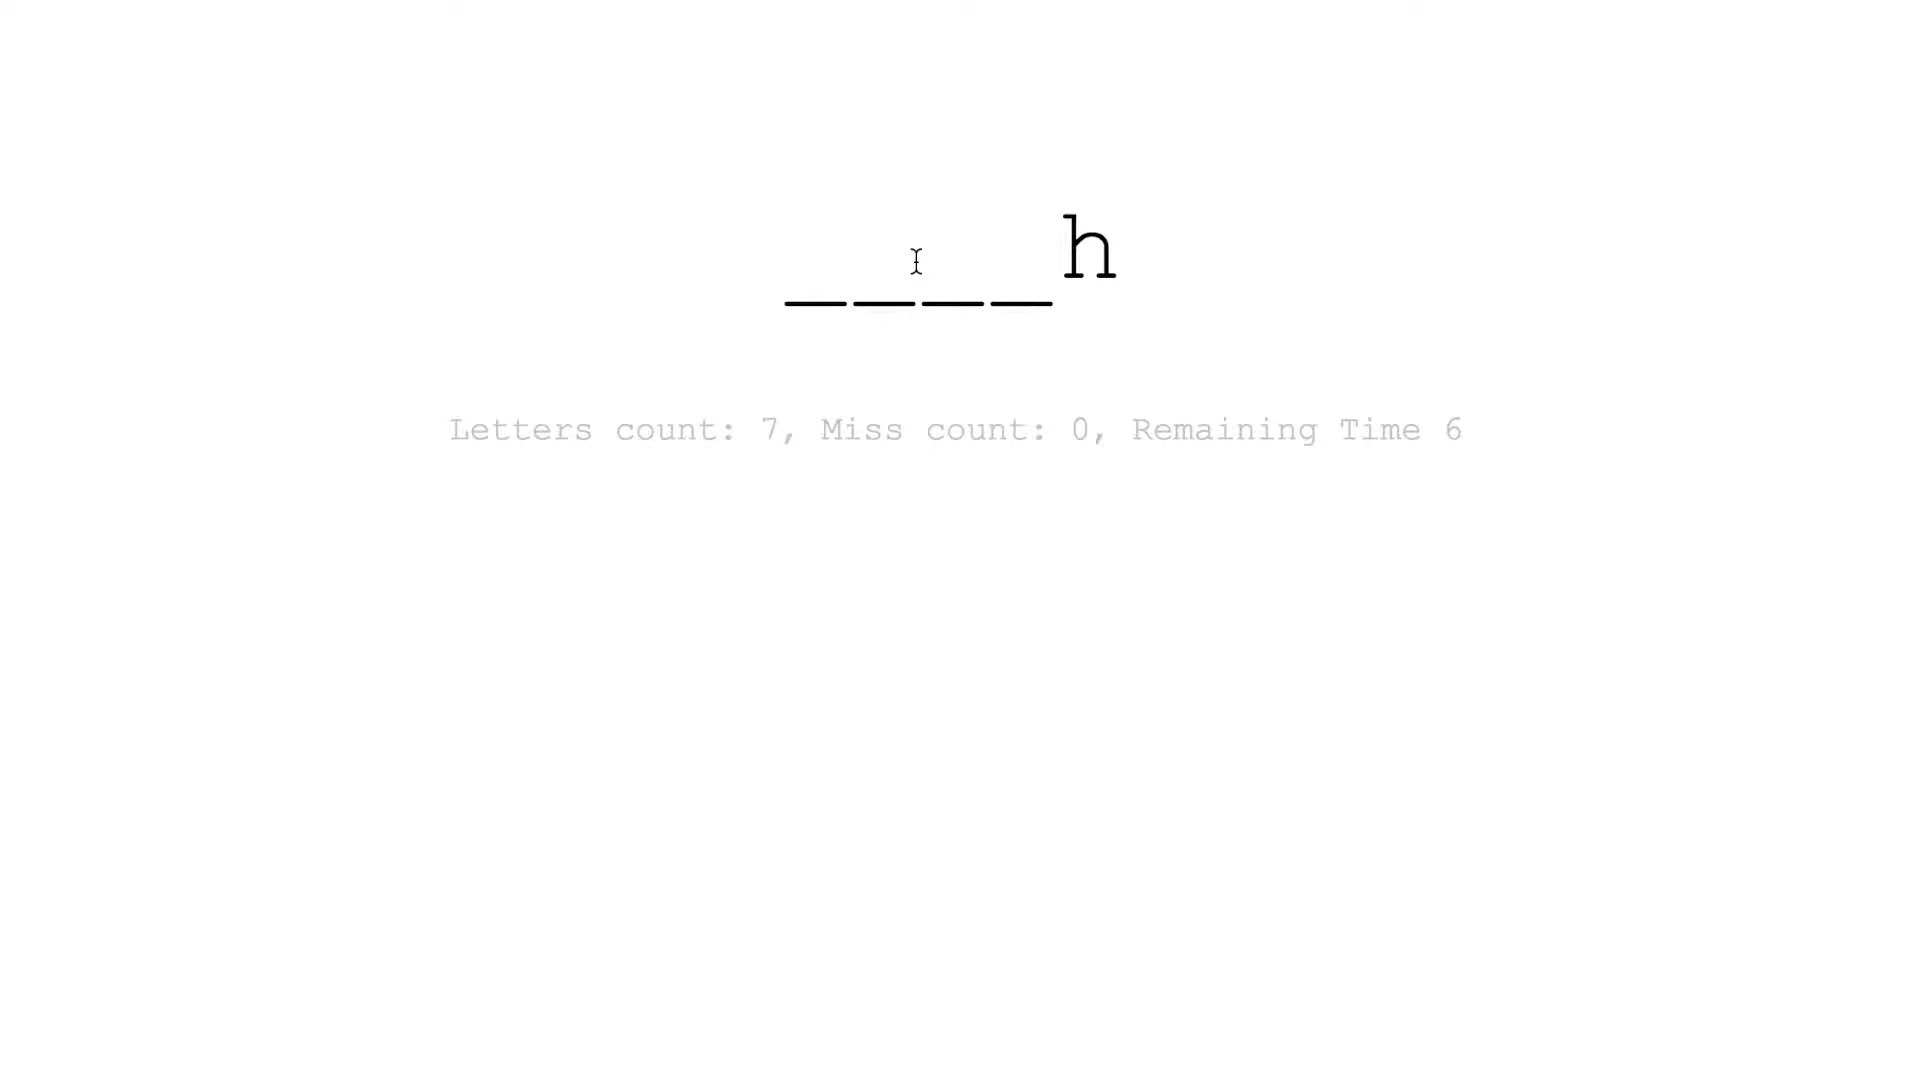 ____h
Letters count: 7, Miss count: 0, Remaining Time 6